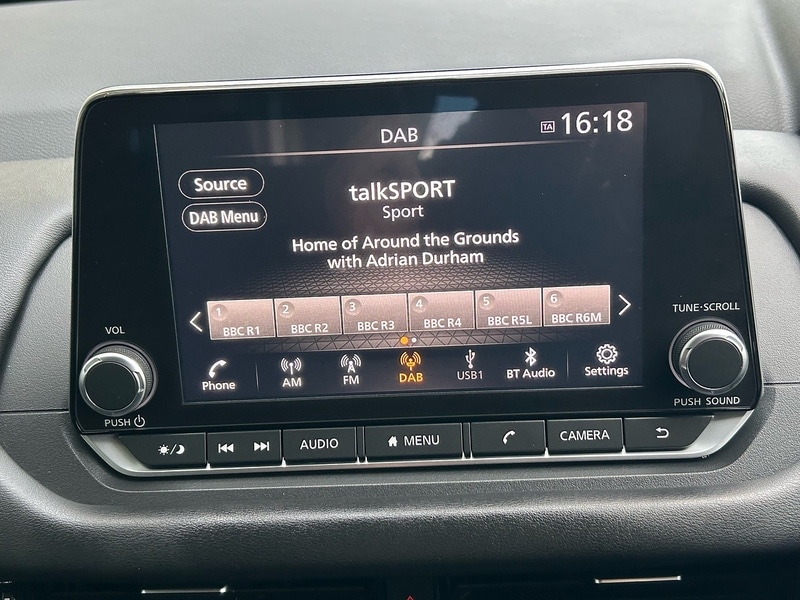 DAB
TA 16:18
Source
talkSPORT
DAB Menu
Sport
Home of Around the Grounds
with Adrian Durham
1 2 3 4 5 6
BBC R1 BBC R2 BBC R3 BBC R4 BBC R5L BBC R6M
Phone AM FM DAB USB1 BT Audio Settings
VOL
PUSH
TUNE·SCROLL
PUSH SOUND
AUDIO MENU CAMERA